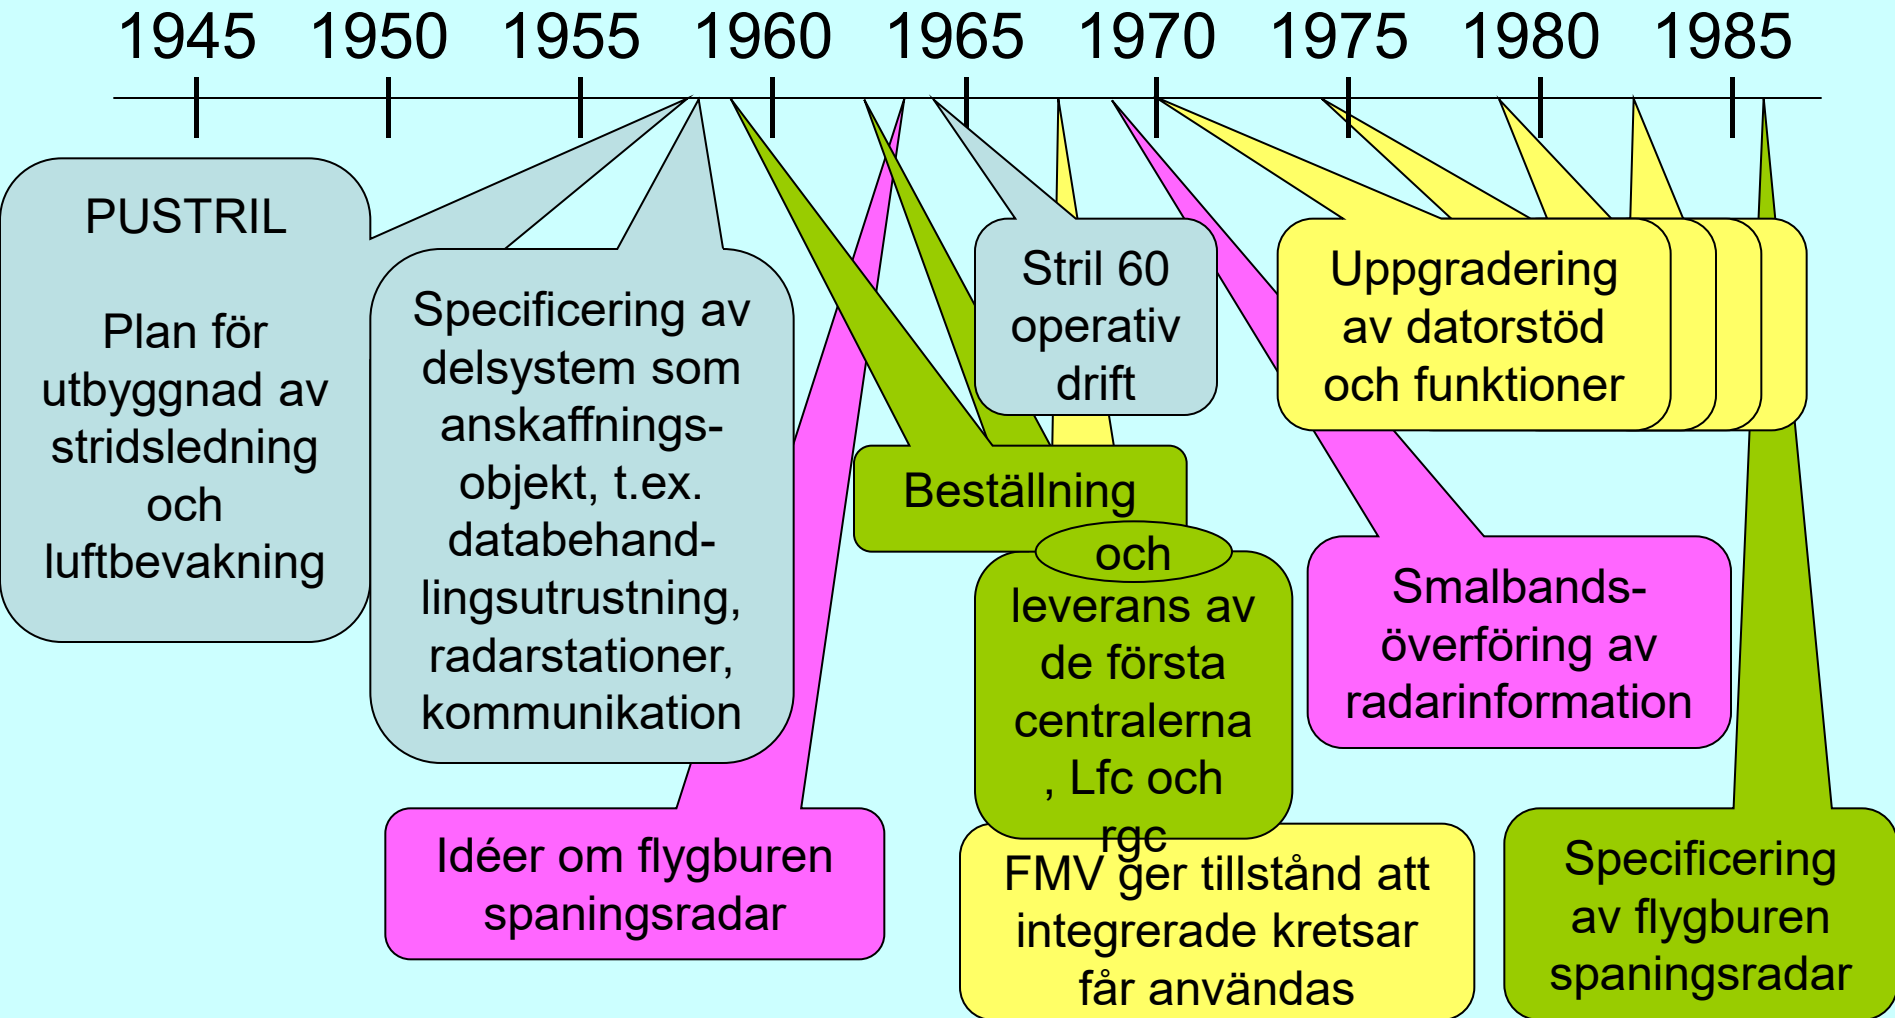 1945 1950 1955 1960 1965 1970 1975 1980 1985
PUSTRIL
Plan för
utbyggnad av
stridsledning
och
luftbevakning
Specificering av
delsystem som
anskaffnings-
objekt, t.ex.
databehand-
lingsutrustning,
radarstationer,
kommunikation
Idéer om flygburen
spaningsradar
Stril 60
operativ
drift
Beställning
och
leverans av
de första
centralerna
, Lfc och
rgc
FMV ger tillstånd att
integrerade kretsar
får användas
Uppgradering
av datorstöd
och funktioner
Smalbands-
överföring av
radarinformation
Specificering
av flygburen
spaningsradar